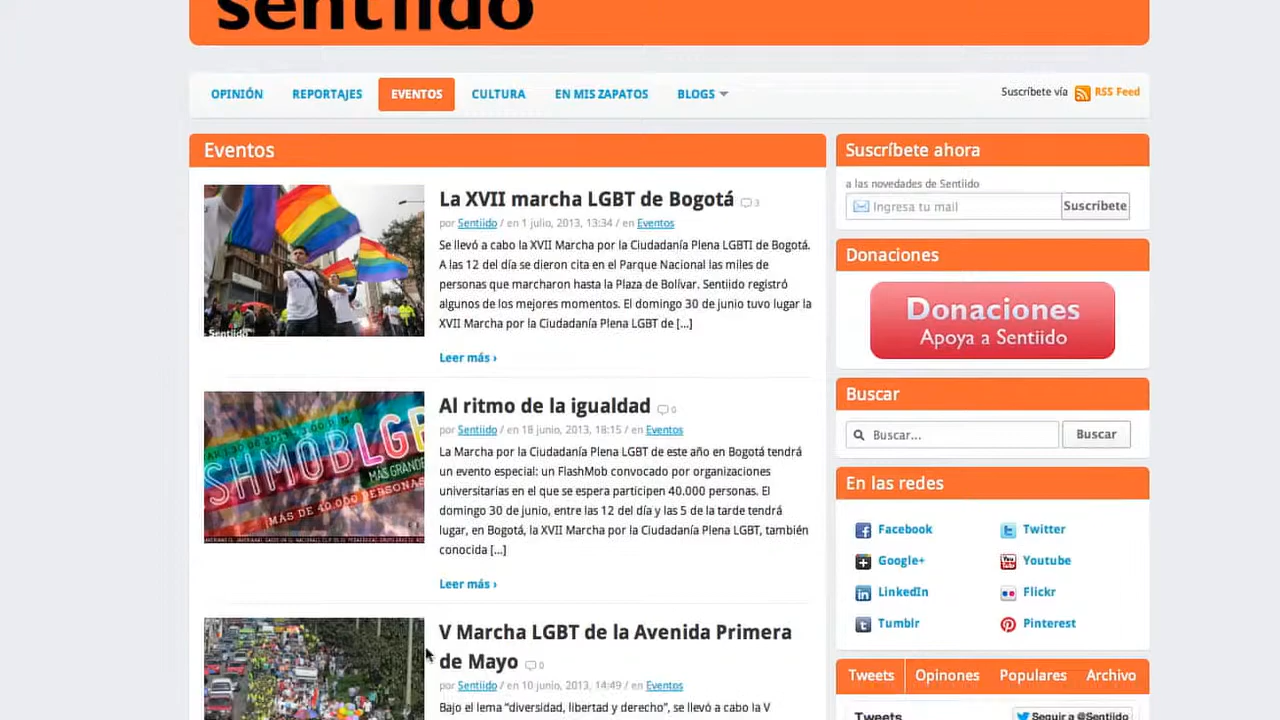 sentiido
OPINIÓN REPORTAJES EVENTOS CULTURA EN MIS ZAPATOS BLOGS
Suscríbete vía RSS Feed
Eventos
La XVII marcha LGBT de Bogotá 3
por Sentiido / en 1 julio, 2013, 13:34 / en Eventos
Se llevó a cabo la XVII Marcha por la Ciudadanía Plena LGBTI de Bogotá.
A las 12 del día se dieron cita en el Parque Nacional las miles de
personas que marcharon hasta la Plaza de Bolívar. Sentiido registró
algunos de los mejores momentos. El domingo 30 de junio tuvo lugar la
XVII Marcha por la Ciudadanía Plena LGBT de [...]
Leer más ›
Sentiido
Al ritmo de la igualdad 0
por Sentiido / en 18 junio, 2013, 18:15 / en Eventos
La Marcha por la Ciudadanía Plena LGBT de este año en Bogotá tendrá
un evento especial: un FlashMob convocado por organizaciones
universitarias en el que se espera participen 40.000 personas. El
domingo 30 de junio, entre las 12 del día y las 5 de la tarde tendrá
lugar, en Bogotá, la XVII Marcha por la Ciudadanía Plena LGBT, también
conocida [...]
Leer más ›
SHMOBLGB
MÁS GRANDE
MÁS DE 40.000 PERSONAS
V Marcha LGBT de la Avenida Primera
de Mayo 0
por Sentiido / en 10 junio, 2013, 14:49 / en Eventos
Bajo el lema “diversidad, libertad y derecho”, se llevó a cabo la V
Suscríbete ahora
a las novedades de Sentiido
Ingresa tu mail Suscríbete
Donaciones
Donaciones
Apoya a Sentiido
Buscar
Buscar... Buscar
En las redes
Facebook Twitter
Google+ Youtube
LinkedIn Flickr
Tumblr Pinterest
Tweets Opiniones Populares Archivo
Tweets Seguir a @Sentiido